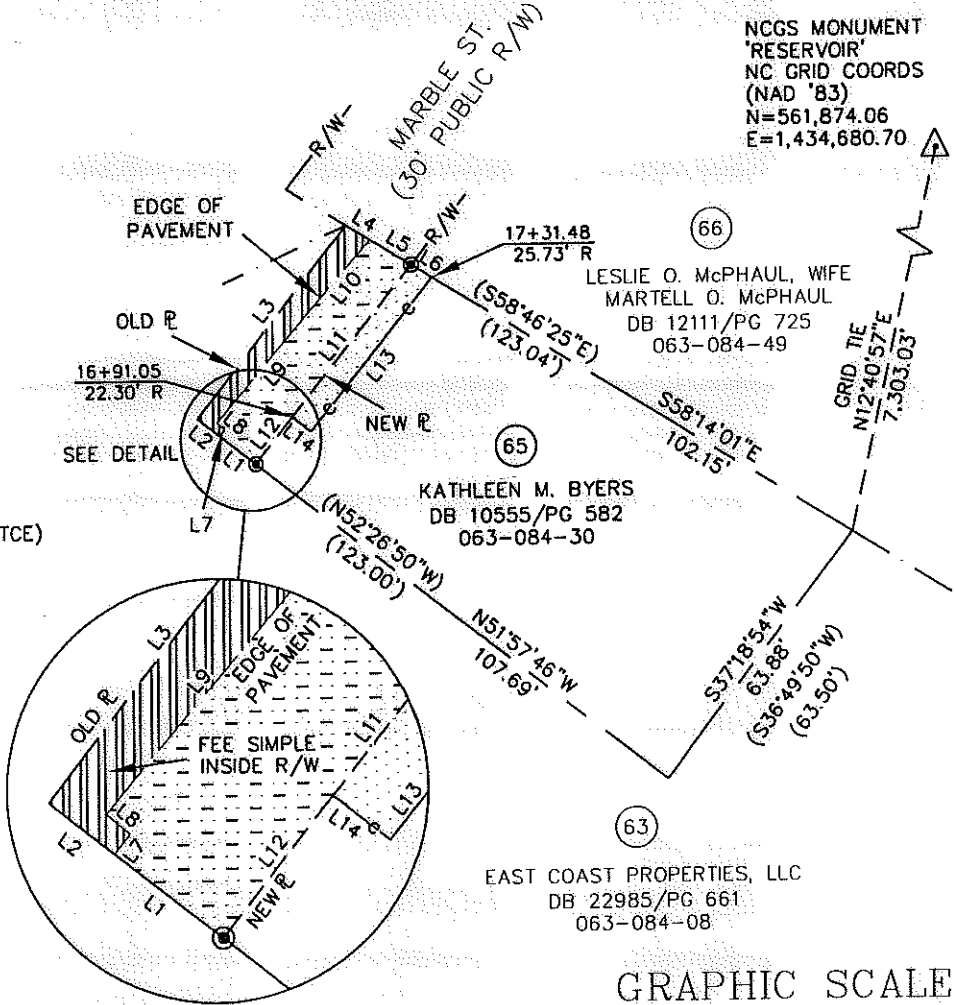 NCGS MONUMENT
'RESERVOIR'
NC GRID COORDS
(NAD '83)
N=561,874.06
E=1,434,680.70
MARBLE ST.
(30' PUBLIC R/W)
R/W
EDGE OF
PAVEMENT
L4
L5
R/W
L6
17+31.48
25.73' R
66
LESLIE O. McPHAUL, WIFE
MARTELL O. McPHAUL
DB 12111/PG 725
063-084-49
GRID TIE
N12°40'57"E
7,303.03'
L3
L10
L11
OLD PL
(S58°46'25"E)
(123.04')
16+91.05
22.30' R
L9
L13
NEW PL
S58°14'01"E
102.15'
C
C
L8
L12
L14
L2
L1
SEE DETAIL
L7
65
KATHLEEN M. BYERS
DB 10555/PG 582
063-084-30
TCE)
(N52°26'50"W)
(123.00')
N51°57'46"W
107.69'
S37°18'54"W
63.88'
(S36°49'50"W)
(63.50')
L3
L9
EDGE OF
PAVEMENT
OLD PL
L11
FEE SIMPLE
INSIDE R/W
L8
L7
L2
L14
C
L13
L12
L1
NEW PL
63
EAST COAST PROPERTIES, LLC
DB 22985/PG 661
063-084-08
GRAPHIC SCALE